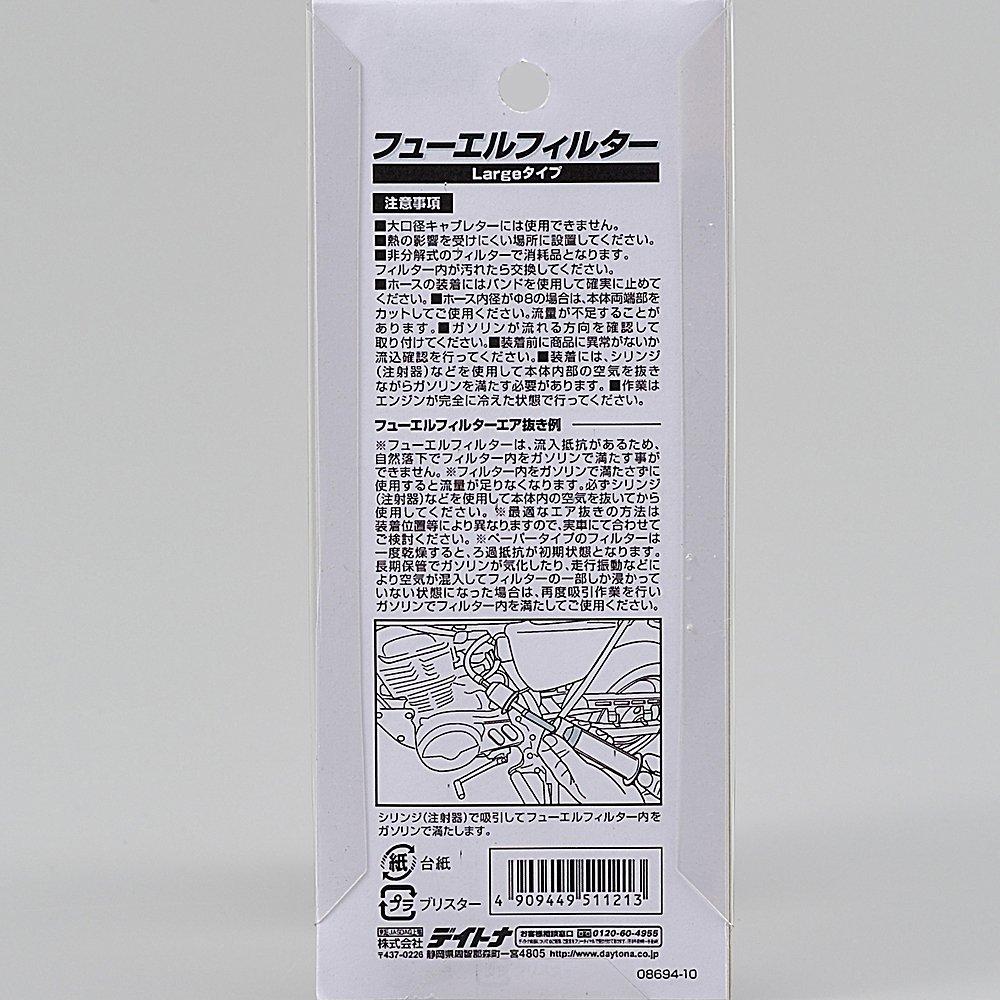 フューエルフィルター
Largeタイプ
注意事項
■大口径キャブレターには使用できません。
■熱の影響を受けにくい場所に設置してください。
■非分解式のフィルターで消耗品となります。
フィルター内が汚れたら交換してください。
■ホースの装着にはバンドを使用して確実に止めて
ください。■ホース内径がΦ8の場合は、本体両端部を
カットしてご使用ください。流量が不足することが
あります。■ガソリンが流れる方向を確認して
取り付けてください。■装着前に商品に異常がないか
流込確認を行ってください。■装着には、シリンジ
(注射器)などを使用して本体内部の空気を抜き
ながらガソリンを満たす必要があります。■作業は
エンジンが完全に冷えた状態で行ってください。
フューエルフィルターエア抜き例
※フューエルフィルターは、流入抵抗があるため、
自然落下でフィルター内をガソリンで満たす事が
できません。※フィルター内をガソリンで満たさずに
使用すると流量が足りなくなります。必ずシリンジ
(注射器)などを使用して本体内の空気を抜いてから
使用してください。※最適なエア抜きの方法は
装着位置等により異なりますので、実車にて合わせて
ご検討ください。※ペーパータイプのフィルターは
一度乾燥すると、ろ過抵抗が初期状態となります。
長期保管でガソリンが気化したり、走行振動などに
より空気が混入してフィルターの一部しか浸かって
いない状態になった場合は、再度吸引作業を行い
ガソリンでフィルター内を満たしてご使用ください。
シリンジ(注射器)で吸引してフューエルフィルター内を
ガソリンで満たします。
紙 台紙
プラ ブリスター
4 909449 511213
株式会社 デイトナ
お客様相談窓口 0120-60-4955
〒437-0226 静岡県周智郡森町一宮4805 http://www.daytona.co.jp
08694-10